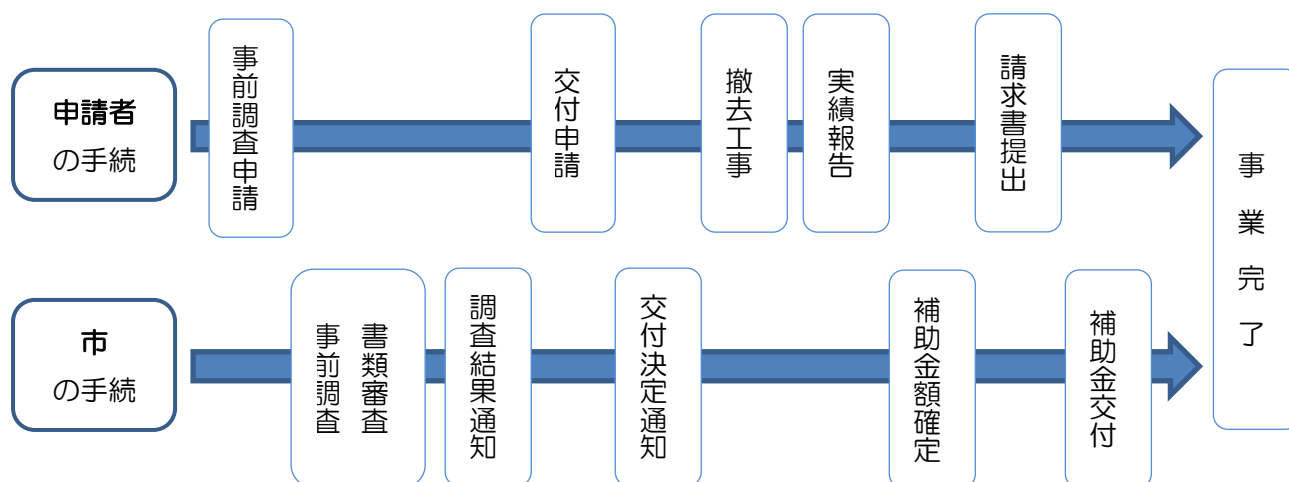 申請者
の手続
事前調査申請
交付申請
撤去工事
実績報告
請求書提出
事業完了
市
の手続
書類審査
事前調査
調査結果通知
交付決定通知
補助金額確定
補助金交付